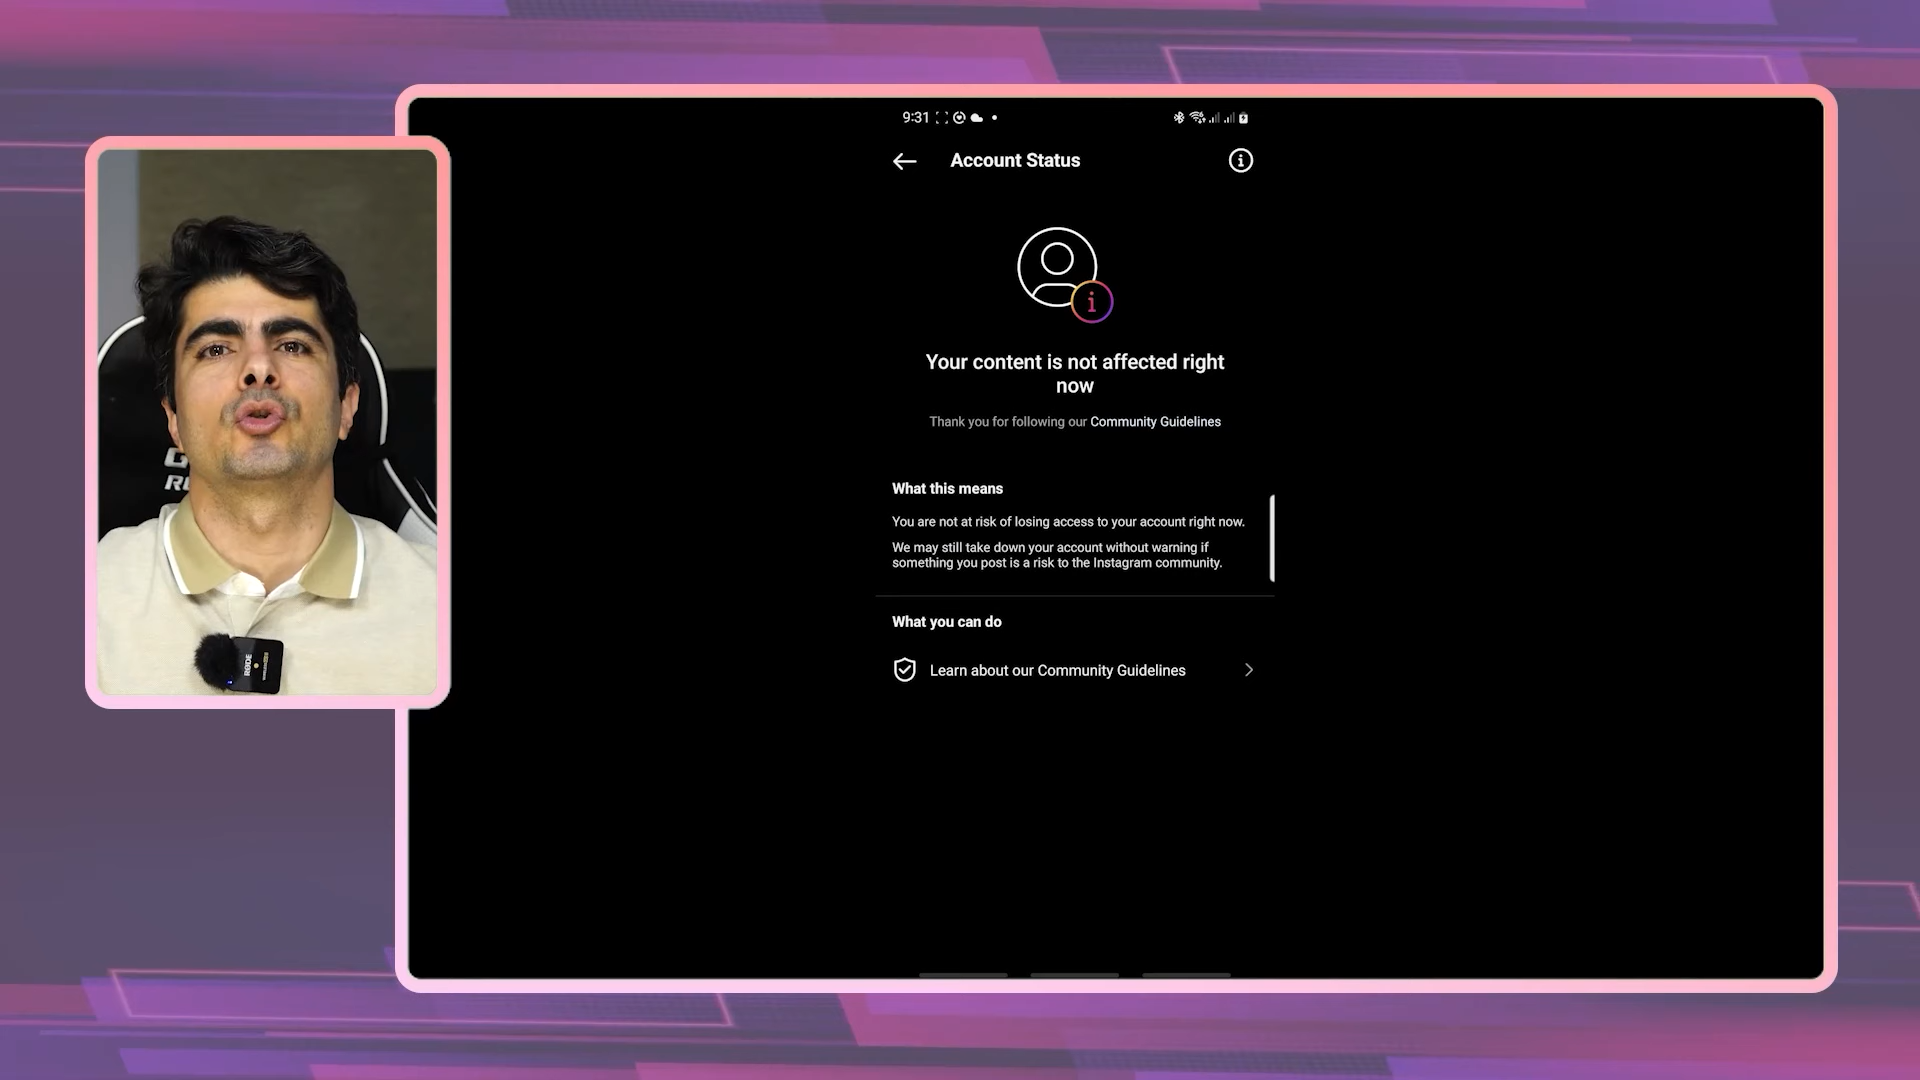 9:31
Account Status
Your content is not affected right
now
Thank you for following our Community Guidelines
What this means
You are not at risk of losing access to your account right now.
We may still take down your account without warning if
something you post is a risk to the Instagram community.
What you can do
Learn about our Community Guidelines
RØDE